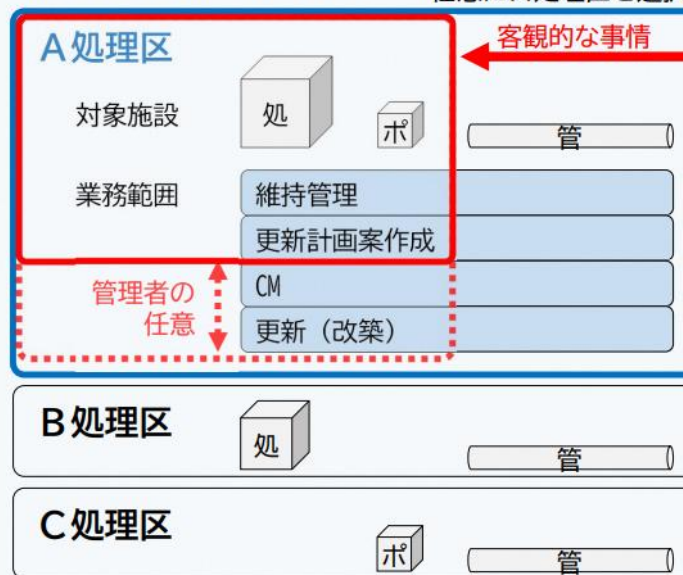 A処理区
客観的な事情
対象施設
処
ポ
管
業務範囲
維持管理
更新計画案作成
管理者の
任意
CM
更新(改築)
B処理区
処
管
C処理区
ポ
管